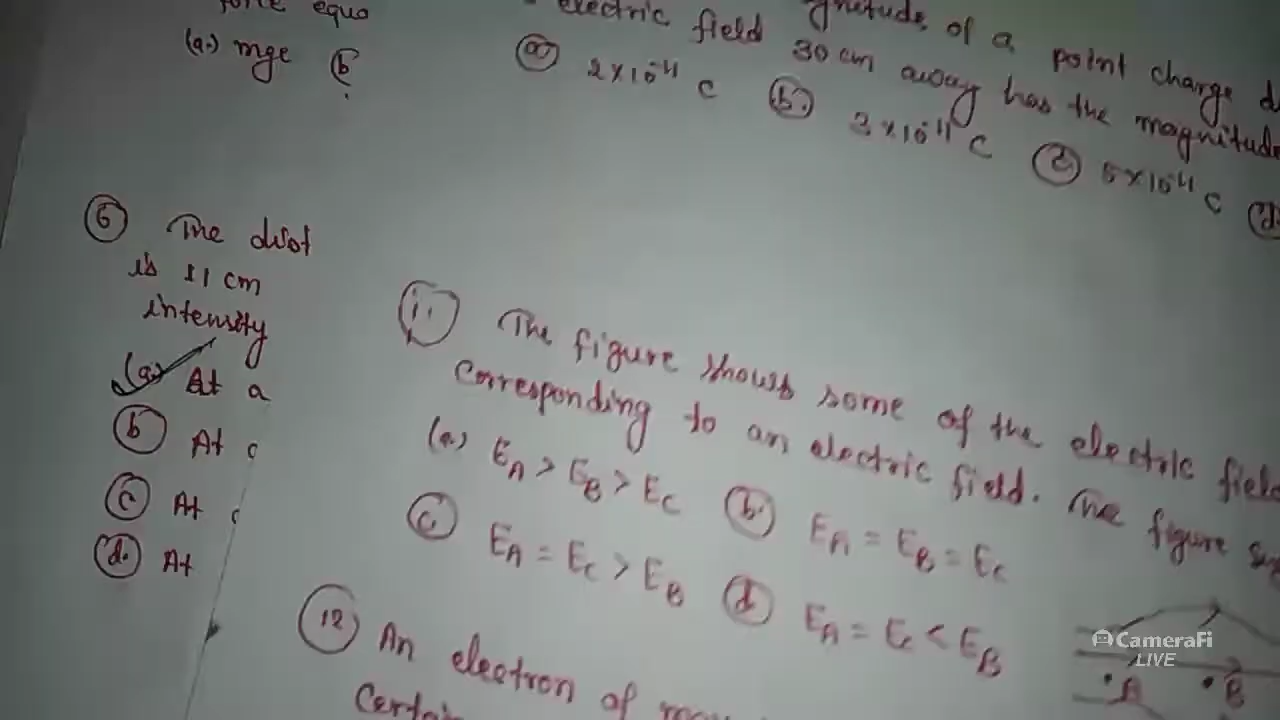 force equa
(a.) mge (b
6 The dist
is 11 cm
intensity
(a.) At a
(b At
(c At
(d. At
gnitude of a point charge
electric field 30 cm away has the magnitude
(a) 2×10⁻¹¹ C (b.) 3×10⁻¹¹ C (c) 5×10⁻¹¹ C (d.
11. The figure shows some of the electric field
corresponding to an electric field. The figure
(a.) E_A > E_B > E_C (b.) E_A = E_B = E_C
(c.) E_A = E_C > E_B (d.) E_A = E_C < E_B
A B
12 An electron of
Certain
CameraFi
LIVE